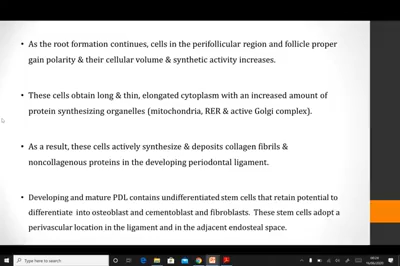 • As the root formation continues, cells in the perifollicular region and follicle proper
gain polarity & their cellular volume & synthetic activity increases.
• These cells obtain long & thin, elongated cytoplasm with an increased amount of
protein synthesizing organelles (mitochondria, RER & active Golgi complex).
• As a result, these cells actively synthesize & deposits collagen fibrils &
noncollagenous proteins in the developing periodontal ligament.
• Developing and mature PDL contains undifferentiated stem cells that retain potential to
differentiate into osteoblast and cementoblast and fibroblasts. These stem cells adopt a
perivascular location in the ligament and in the adjacent endosteal space.
Type here to search